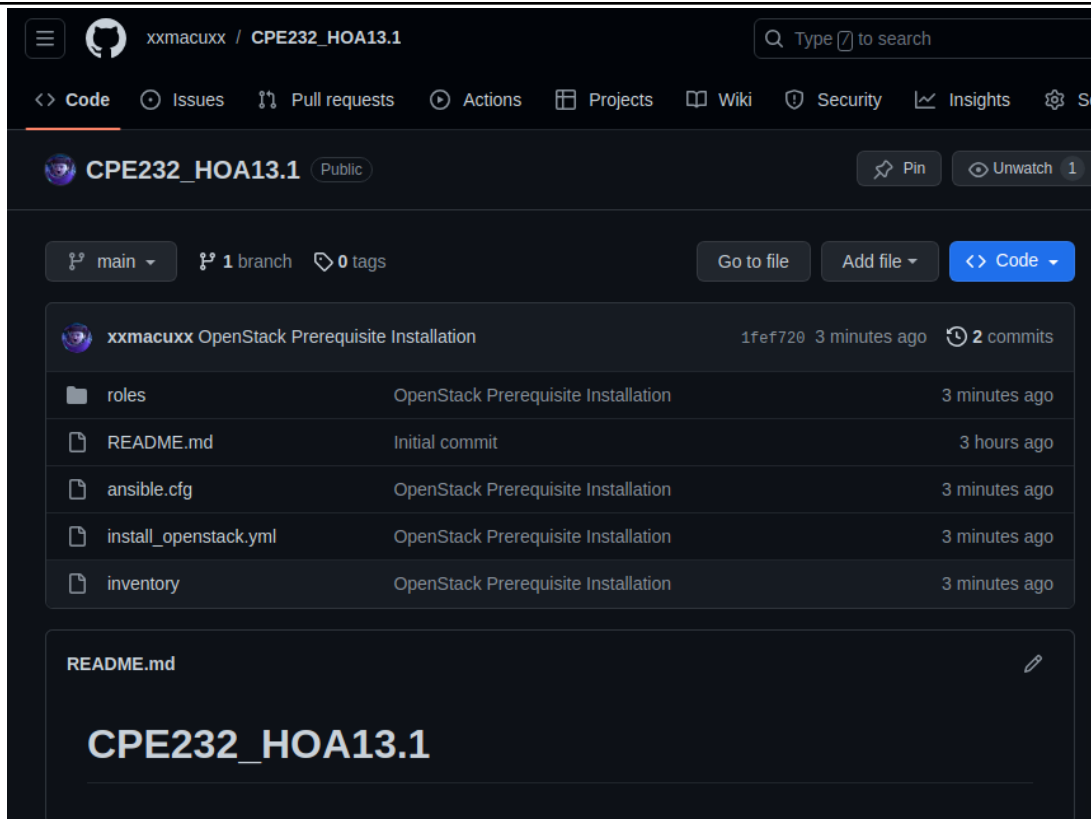 xxmacuxx / CPE232_HOA13.1
Type / to search
Code Issues Pull requests Actions Projects Wiki Security Insights
CPE232_HOA13.1 Public Pin Unwatch 1
main 1 branch 0 tags Go to file Add file Code
xxmacuxx OpenStack Prerequisite Installation 1fef720 3 minutes ago 2 commits
roles OpenStack Prerequisite Installation 3 minutes ago
README.md Initial commit 3 hours ago
ansible.cfg OpenStack Prerequisite Installation 3 minutes ago
install_openstack.yml OpenStack Prerequisite Installation 3 minutes ago
inventory OpenStack Prerequisite Installation 3 minutes ago
README.md
CPE232_HOA13.1